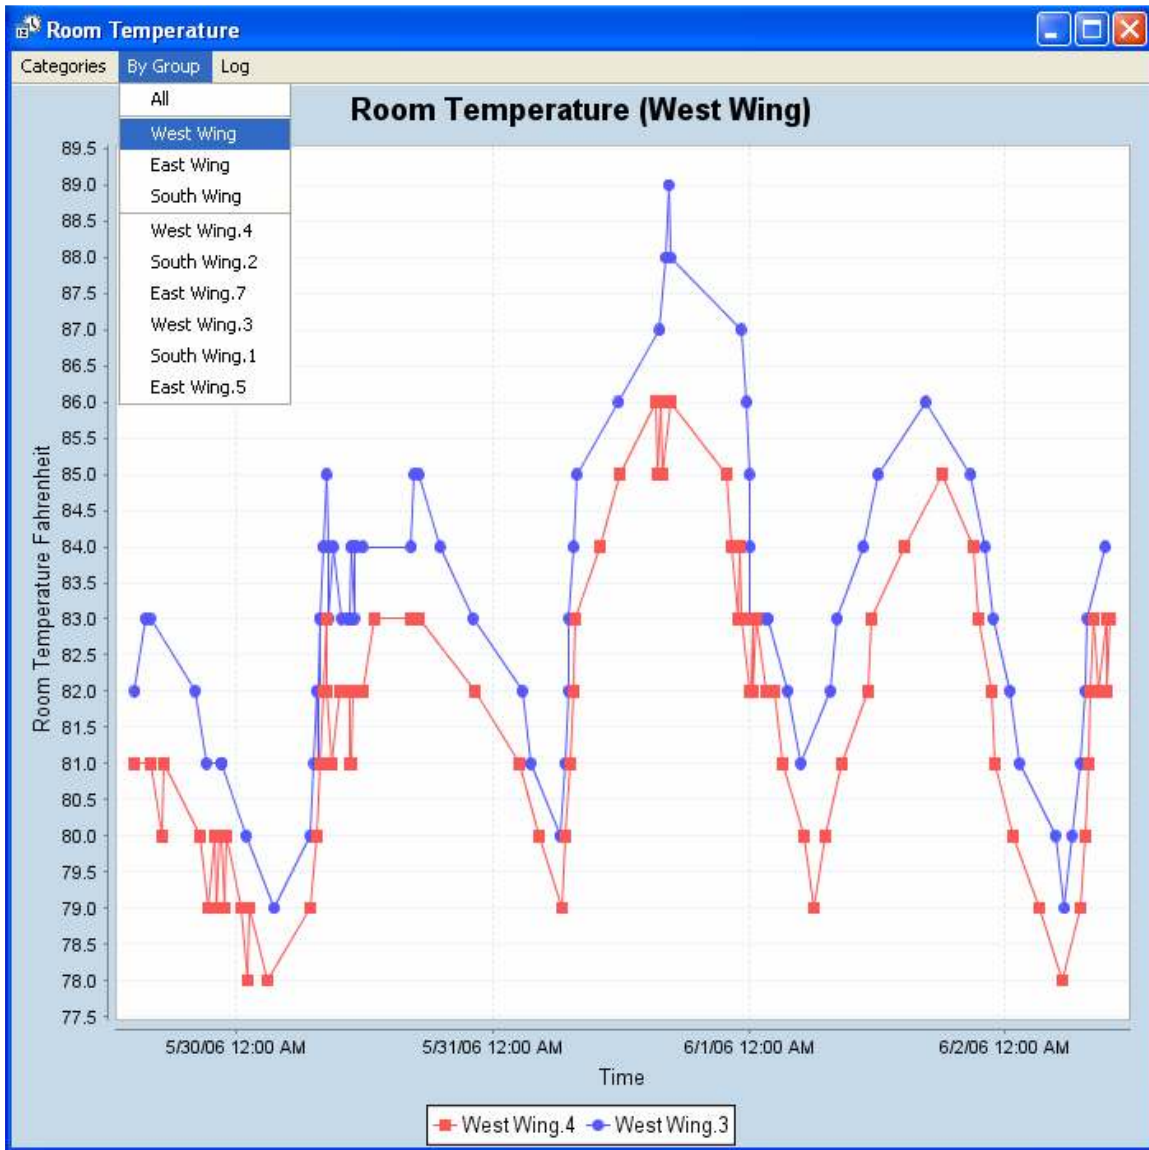 Room Temperature
Categories By Group Log
All
West Wing
East Wing
South Wing
West Wing.4
South Wing.2
East Wing.7
West Wing.3
South Wing.1
East Wing.5
Room Temperature (West Wing)
Room Temperature Fahrenheit
89.5
89.0
88.5
88.0
87.5
87.0
86.5
86.0
85.5
85.0
84.5
84.0
83.5
83.0
82.5
82.0
81.5
81.0
80.5
80.0
79.5
79.0
78.5
78.0
77.5
5/30/06 12:00 AM 5/31/06 12:00 AM 6/1/06 12:00 AM 6/2/06 12:00 AM
Time
West Wing.4 West Wing.3